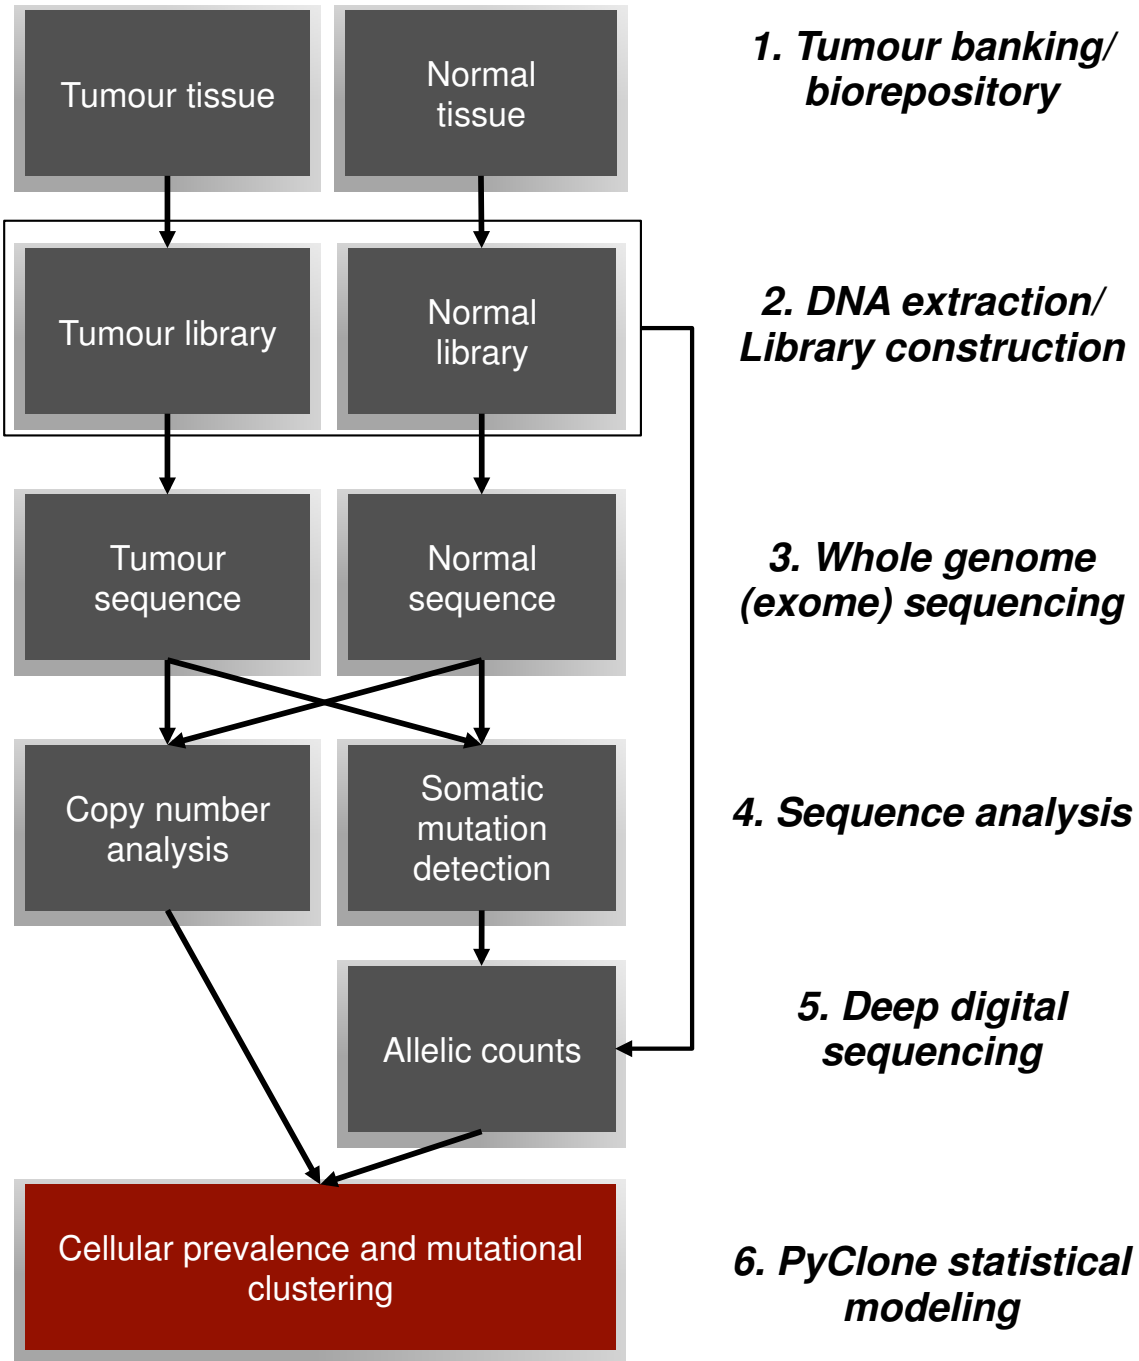 Tumour tissue
Normal
tissue
1. Tumour banking/
biorepository
Tumour library
Normal
library
2. DNA extraction/
Library construction
Tumour
sequence
Normal
sequence
3. Whole genome
(exome) sequencing
Copy number
analysis
Somatic
mutation
detection
4. Sequence analysis
Allelic counts
5. Deep digital
sequencing
Cellular prevalence and mutational
clustering
6. PyClone statistical
modeling